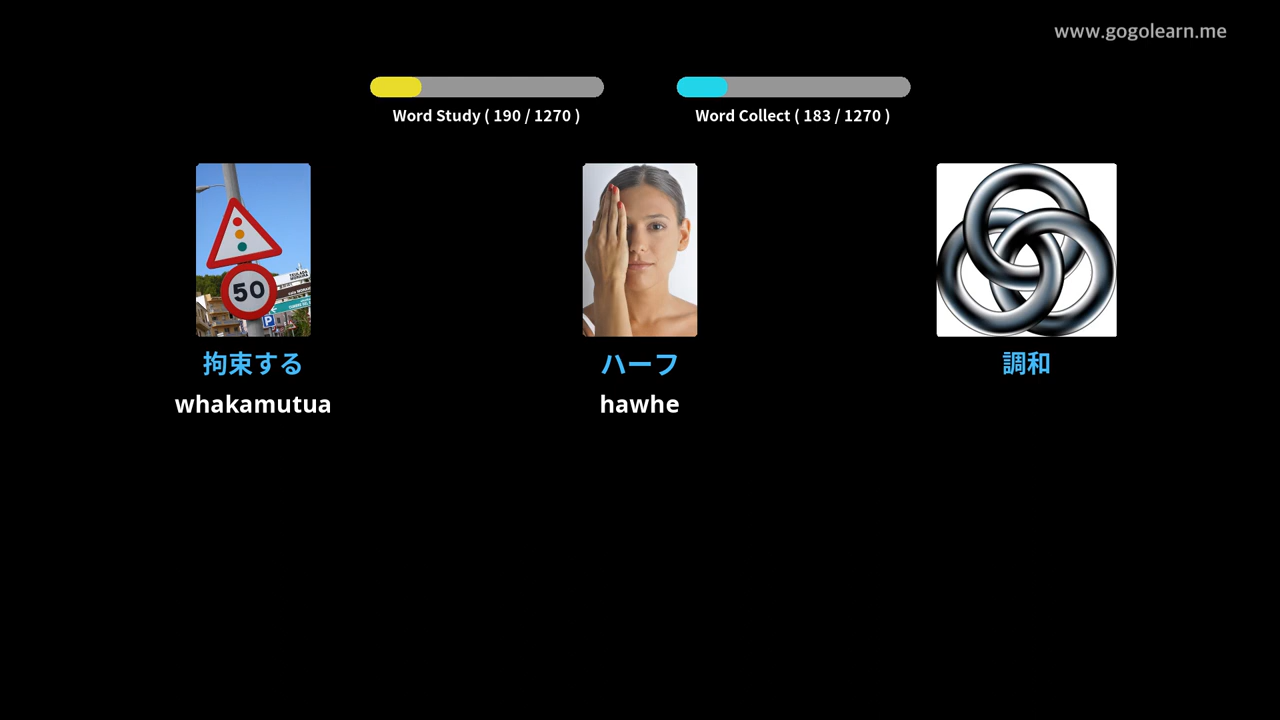 www.gogolearn.me
Word Study ( 190 / 1270 )
Word Collect ( 183 / 1270 )
50
P
拘束する
ハーフ
調和
whakamutua
hawhe